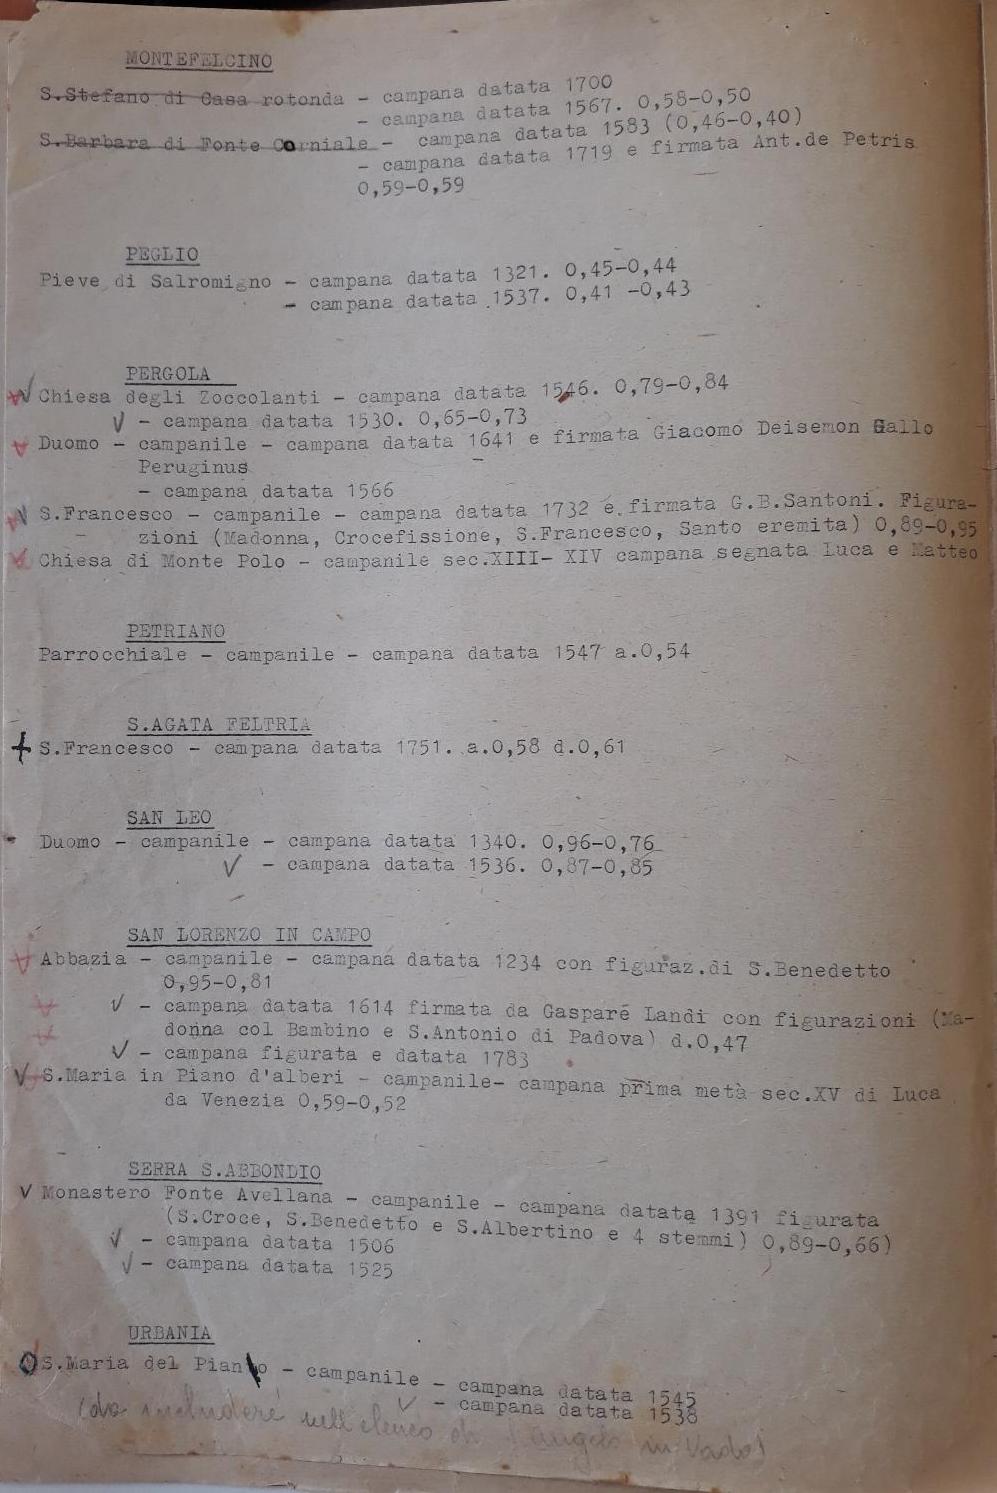 MONTEFELCINO
S.Stefano di Casa rotonda - campana datata 1700
- campana datata 1567. 0,58-0,50
S.Barbara di Fonte Corniale - campana datata 1583 (0,46-0,40)
- campana datata 1719 e firmata Ant.de Petris
0,59-0,59
PEGLIO
Pieve di Salromigno - campana datata 1321. 0,45-0,44
- campana datata 1537. 0,41 -0,43
PERGOLA
Chiesa degli Zoccolanti - campana datata 1546. 0,79-0,84
- campana datata 1530. 0,65-0,73
Duomo - campanile - campana datata 1641 e firmata Giacomo Deisemon Gallo
Peruginus
- campana datata 1566
S.Francesco - campanile - campana datata 1732 e firmata G.B.Santoni. Figura-
zioni (Madonna, Crocefissione, S.Francesco, Santo eremita) 0,89-0,95
Chiesa di Monte Polo - campanile sec.XIII- XIV campana segnata Luca e Matteo
PETRIANO
Parrocchiale - campanile - campana datata 1547 a.0,54
S.AGATA FELTRIA
S.Francesco - campana datata 1751. a.0,58 d.0,61
SAN LEO
Duomo - campanile - campana datata 1340. 0,96-0,76
- campana datata 1536. 0,87-0,85
SAN LORENZO IN CAMPO
Abbazia - campanile - campana datata 1234 con figuraz.di S.Benedetto
0,95-0,81
- campana datata 1614 firmata da Gaspare Landi con figurazioni (Ma-
donna col Bambino e S.Antonio di Padova) d.0,47
- campana figurata e datata 1783
S.Maria in Piano d'alberi - campanile- campana prima metà sec.XV di Luca
da Venezia 0,59-0,52
SERRA S.ABBONDIO
Monastero Fonte Avellana - campanile - campana datata 1391 figurata
(S.Croce, S.Benedetto e S.Albertino e 4 stemmi) 0,89-0,66)
- campana datata 1506
- campana datata 1525
URBANIA
S.Maria del Piano - campanile - campana datata 1545
- campana datata 1538
(da includere nell'elenco di S. Angelo in Vado)